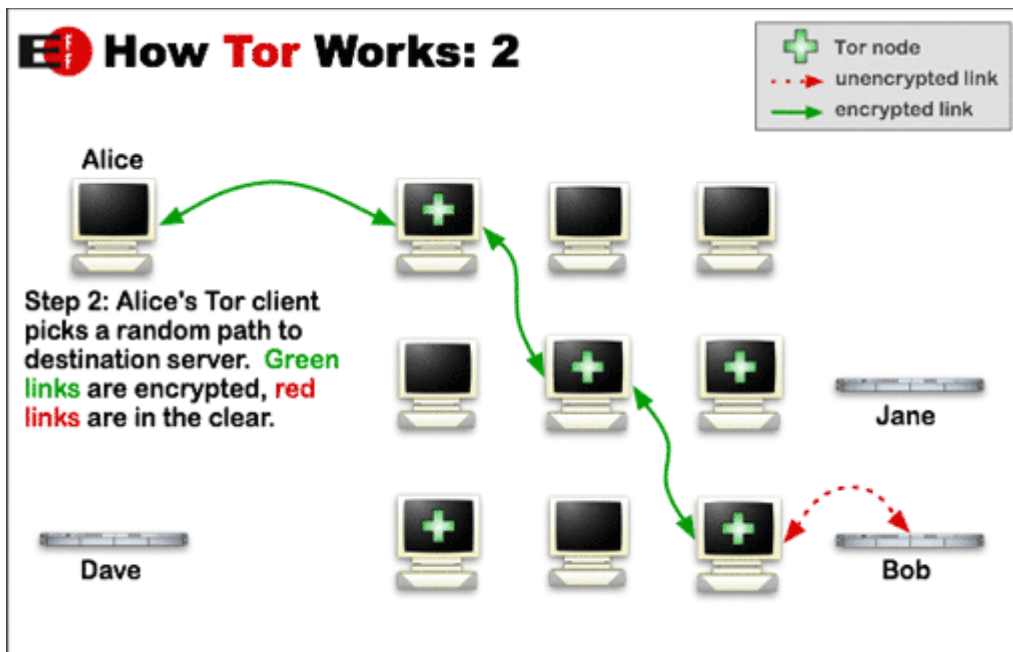 EFF How Tor Works: 2
Tor node
unencrypted link
encrypted link
Alice
Step 2: Alice's Tor client
picks a random path to
destination server. Green
links are encrypted, red
links are in the clear.
Jane
Dave
Bob